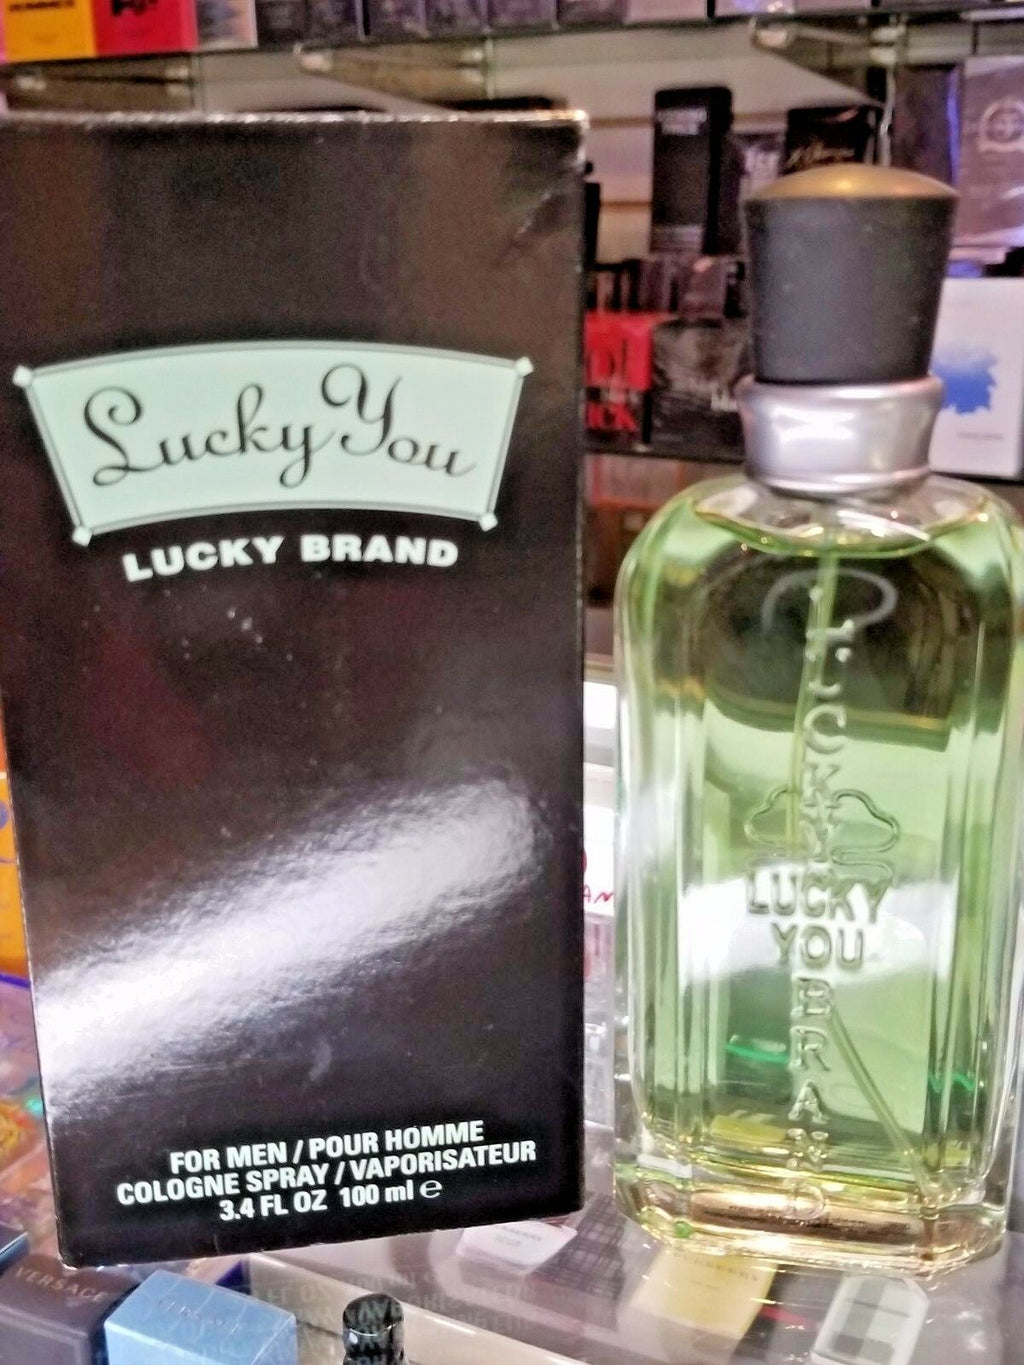 Lucky You
LUCKY BRAND
FOR MEN / POUR HOMME
COLOGNE SPRAY / VAPORISATEUR
3.4 FL OZ 100 ml e
LUCKY
YOU
LUCKY BRAND
VERSACE